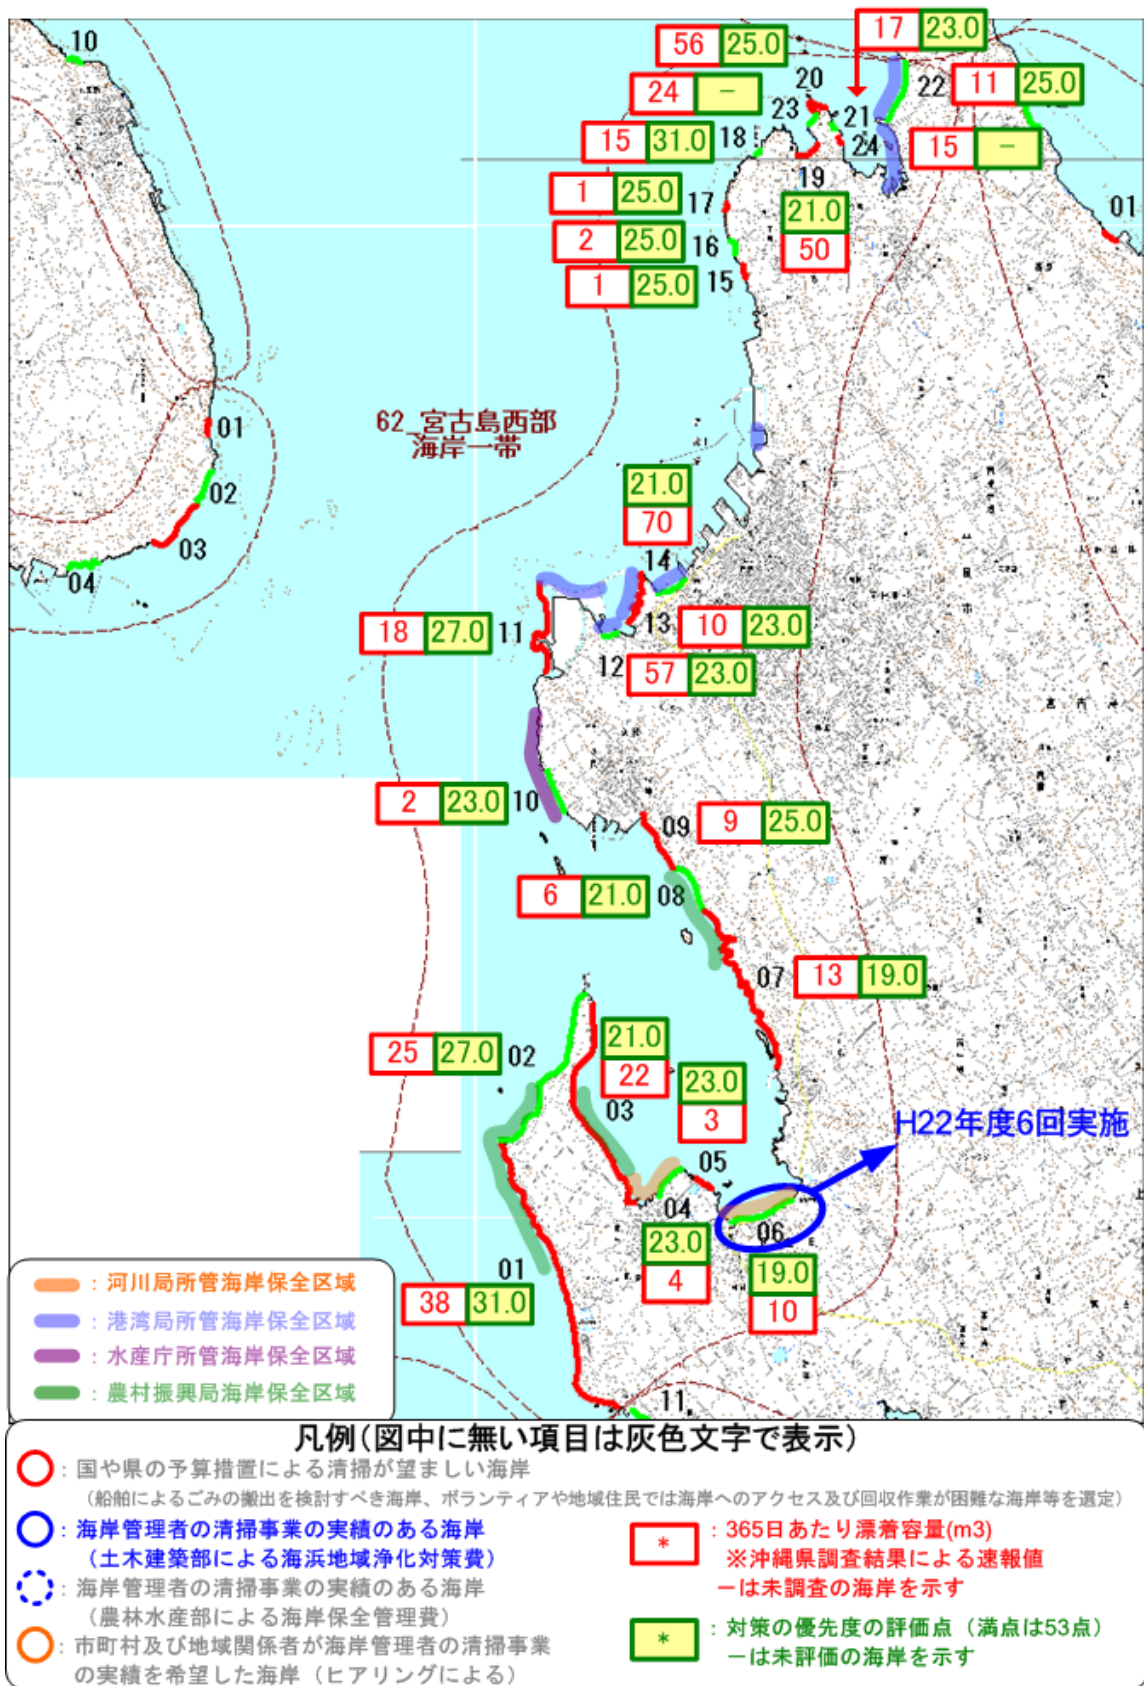 10
17 23.0
56 25.0
20
22
11 25.0
24 －
23
21
15 31.0
18
24
15 －
19
1 25.0
17
21.0
50
01
2 25.0
16
1 25.0
15
62_宮古島西部
海岸一帯
01
02
03
04
21.0
70
14
18 27.0
11
13
10 23.0
12
57 23.0
2 23.0
10
09
9 25.0
6 21.0
08
07
13 19.0
25 27.0
02
21.0
22
03
23.0
3
H22年度6回実施
05
04
06
23.0
4
19.0
10
01
38 31.0
11
：河川局所管海岸保全区域
：港湾局所管海岸保全区域
：水産庁所管海岸保全区域
：農村振興局海岸保全区域
凡例(図中に無い項目は灰色文字で表示)
：国や県の予算措置による清掃が望ましい海岸
（船舶によるごみの搬出を検討すべき海岸、ボランティアや地域住民では海岸へのアクセス及び回収作業が困難な海岸等を選定）
：海岸管理者の清掃事業の実績のある海岸
（土木建築部による海浜地域浄化対策費）
：海岸管理者の清掃事業の実績のある海岸
（農林水産部による海岸保全管理費）
：市町村及び地域関係者が海岸管理者の清掃事業
の実績を希望した海岸（ヒアリングによる）
* ：365日あたり漂着容量(m3)
※沖縄県調査結果による速報値
－は未調査の海岸を示す
* ：対策の優先度の評価点（満点は53点）
－は未評価の海岸を示す